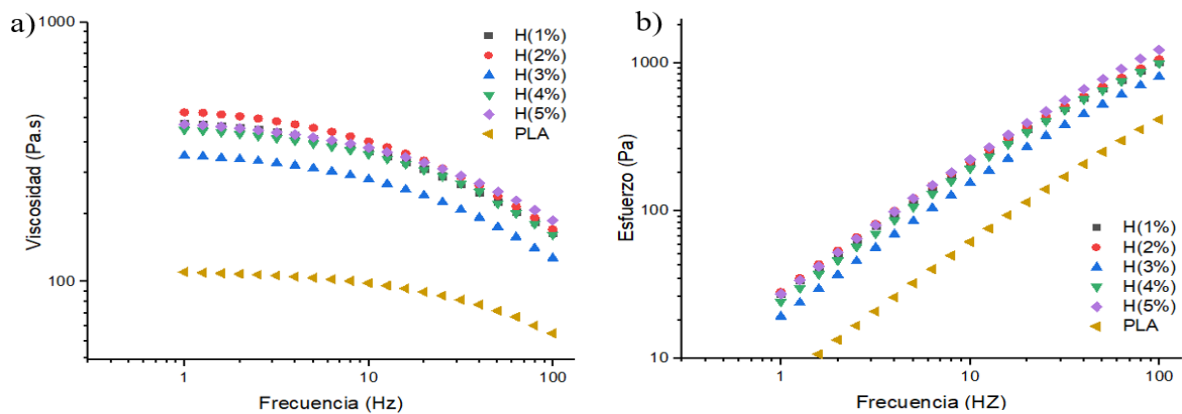 a)
1000
100
Viscosidad (Pa.s)
H(1%)
H(2%)
H(3%)
H(4%)
H(5%)
PLA
1
10
100
Frecuencia (Hz)
b)
1000
100
10
Esfuerzo (Pa)
H(1%)
H(2%)
H(3%)
H(4%)
H(5%)
PLA
1
10
100
Frecuencia (HZ)